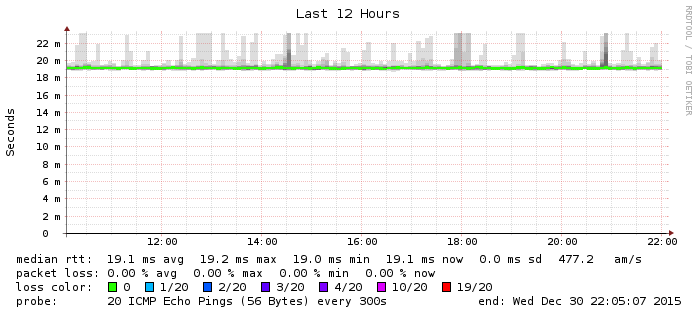 Last 12 Hours
RRDTOOL / TOBI OETIKER
Seconds
22 m
20 m
18 m
16 m
14 m
12 m
10 m
8 m
6 m
4 m
2 m
0
12:00 14:00 16:00 18:00 20:00 22:00
median rtt: 19.1 ms avg 19.2 ms max 19.0 ms min 19.1 ms now 0.0 ms sd 477.2 am/s
packet loss: 0.00 % avg 0.00 % max 0.00 % min 0.00 % now
loss color: 0 1/20 2/20 3/20 4/20 10/20 19/20
probe: 20 ICMP Echo Pings (56 Bytes) every 300s end: Wed Dec 30 22:05:07 2015